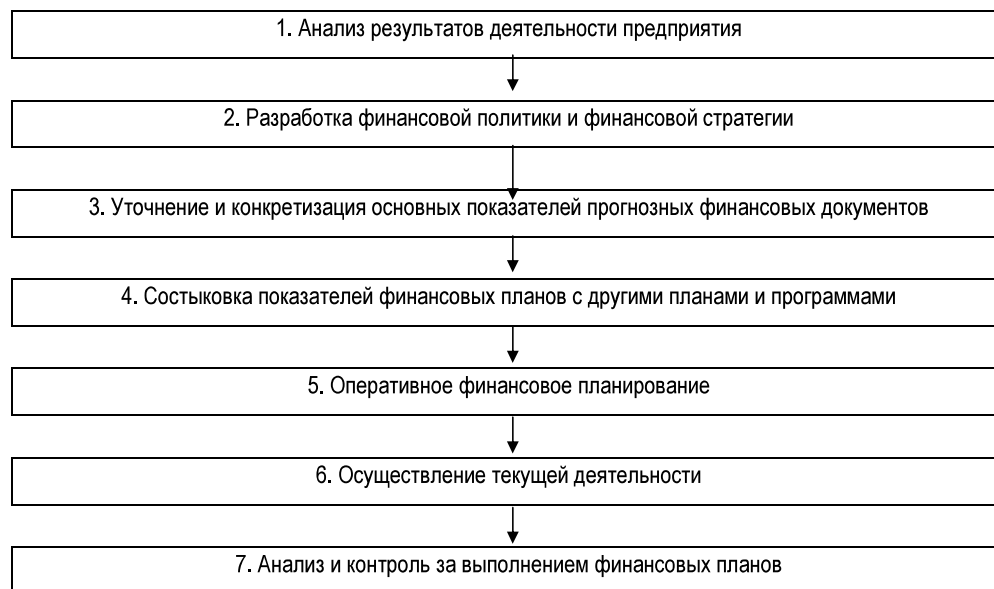 1. Анализ результатов деятельности предприятия
2. Разработка финансовой политики и финансовой стратегии
3. Уточнение и конкретизация основных показателей прогнозных финансовых документов
4. Состыковка показателей финансовых планов с другими планами и программами
5. Оперативное финансовое планирование
6. Осуществление текущей деятельности
7. Анализ и контроль за выполнением финансовых планов